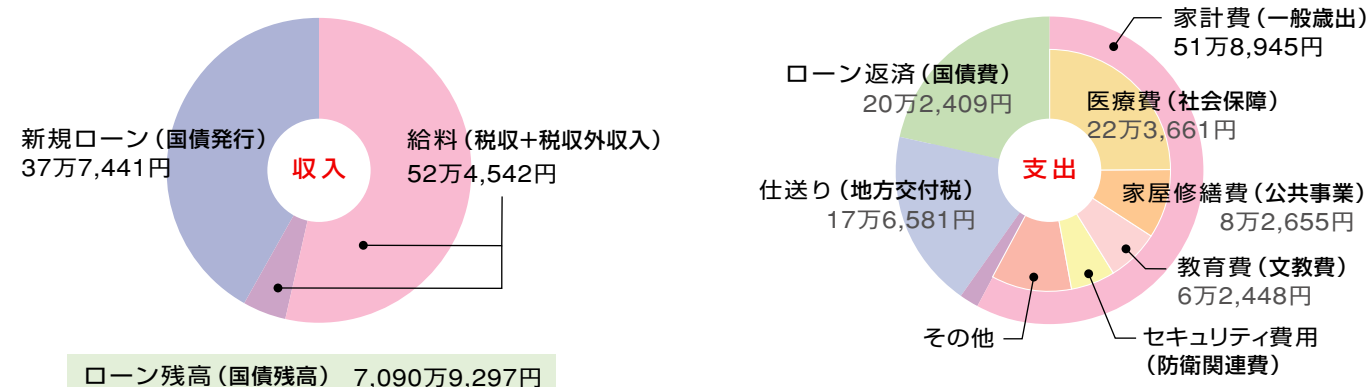 新規ローン（国債発行）
37万7,441円
収入
給料（税収+税収外収入）
52万4,542円
ローン残高（国債残高） 7,090万9,297円
家計費（一般歳出）
51万8,945円
ローン返済（国債費）
20万2,409円
医療費（社会保障）
22万3,661円
支出
仕送り（地方交付税）
17万6,581円
家屋修繕費（公共事業）
8万2,655円
教育費（文教費）
6万2,448円
その他
セキュリティ費用
（防衛関連費）